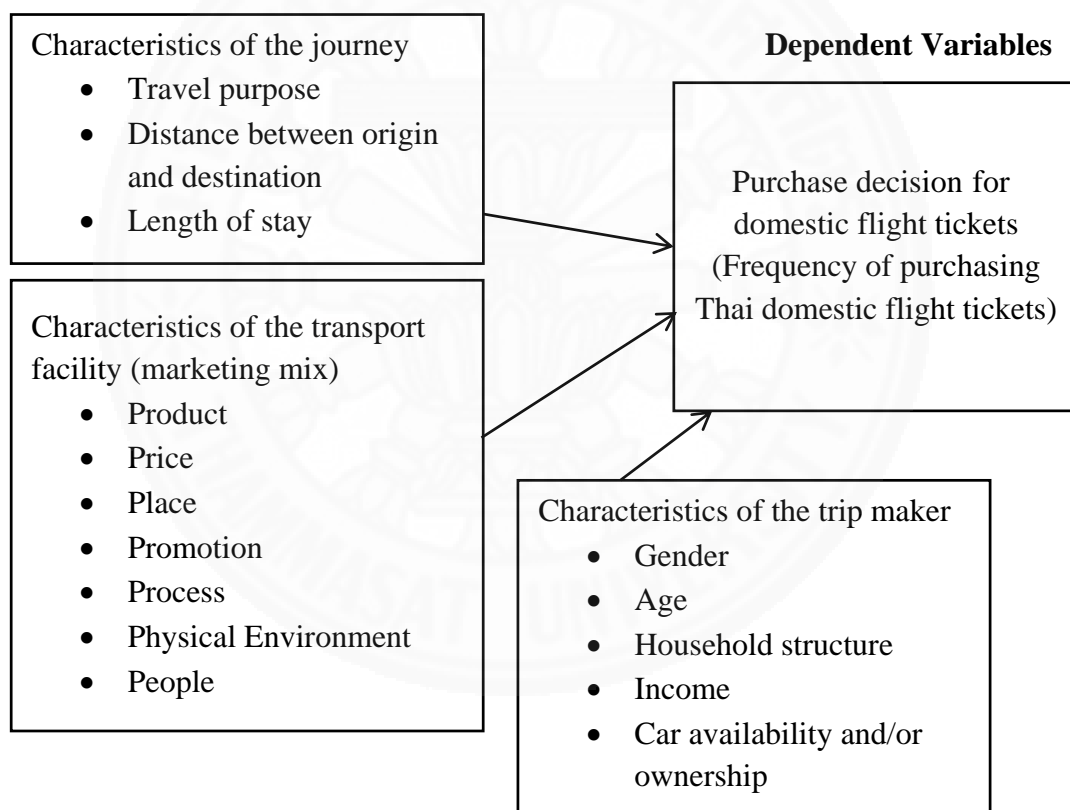 Characteristics of the journey
• Travel purpose
• Distance between origin
and destination
• Length of stay
Dependent Variables
Purchase decision for
domestic flight tickets
(Frequency of purchasing
Thai domestic flight tickets)
Characteristics of the transport
facility (marketing mix)
• Product
• Price
• Place
• Promotion
• Process
• Physical Environment
• People
Characteristics of the trip maker
• Gender
• Age
• Household structure
• Income
• Car availability and/or
ownership